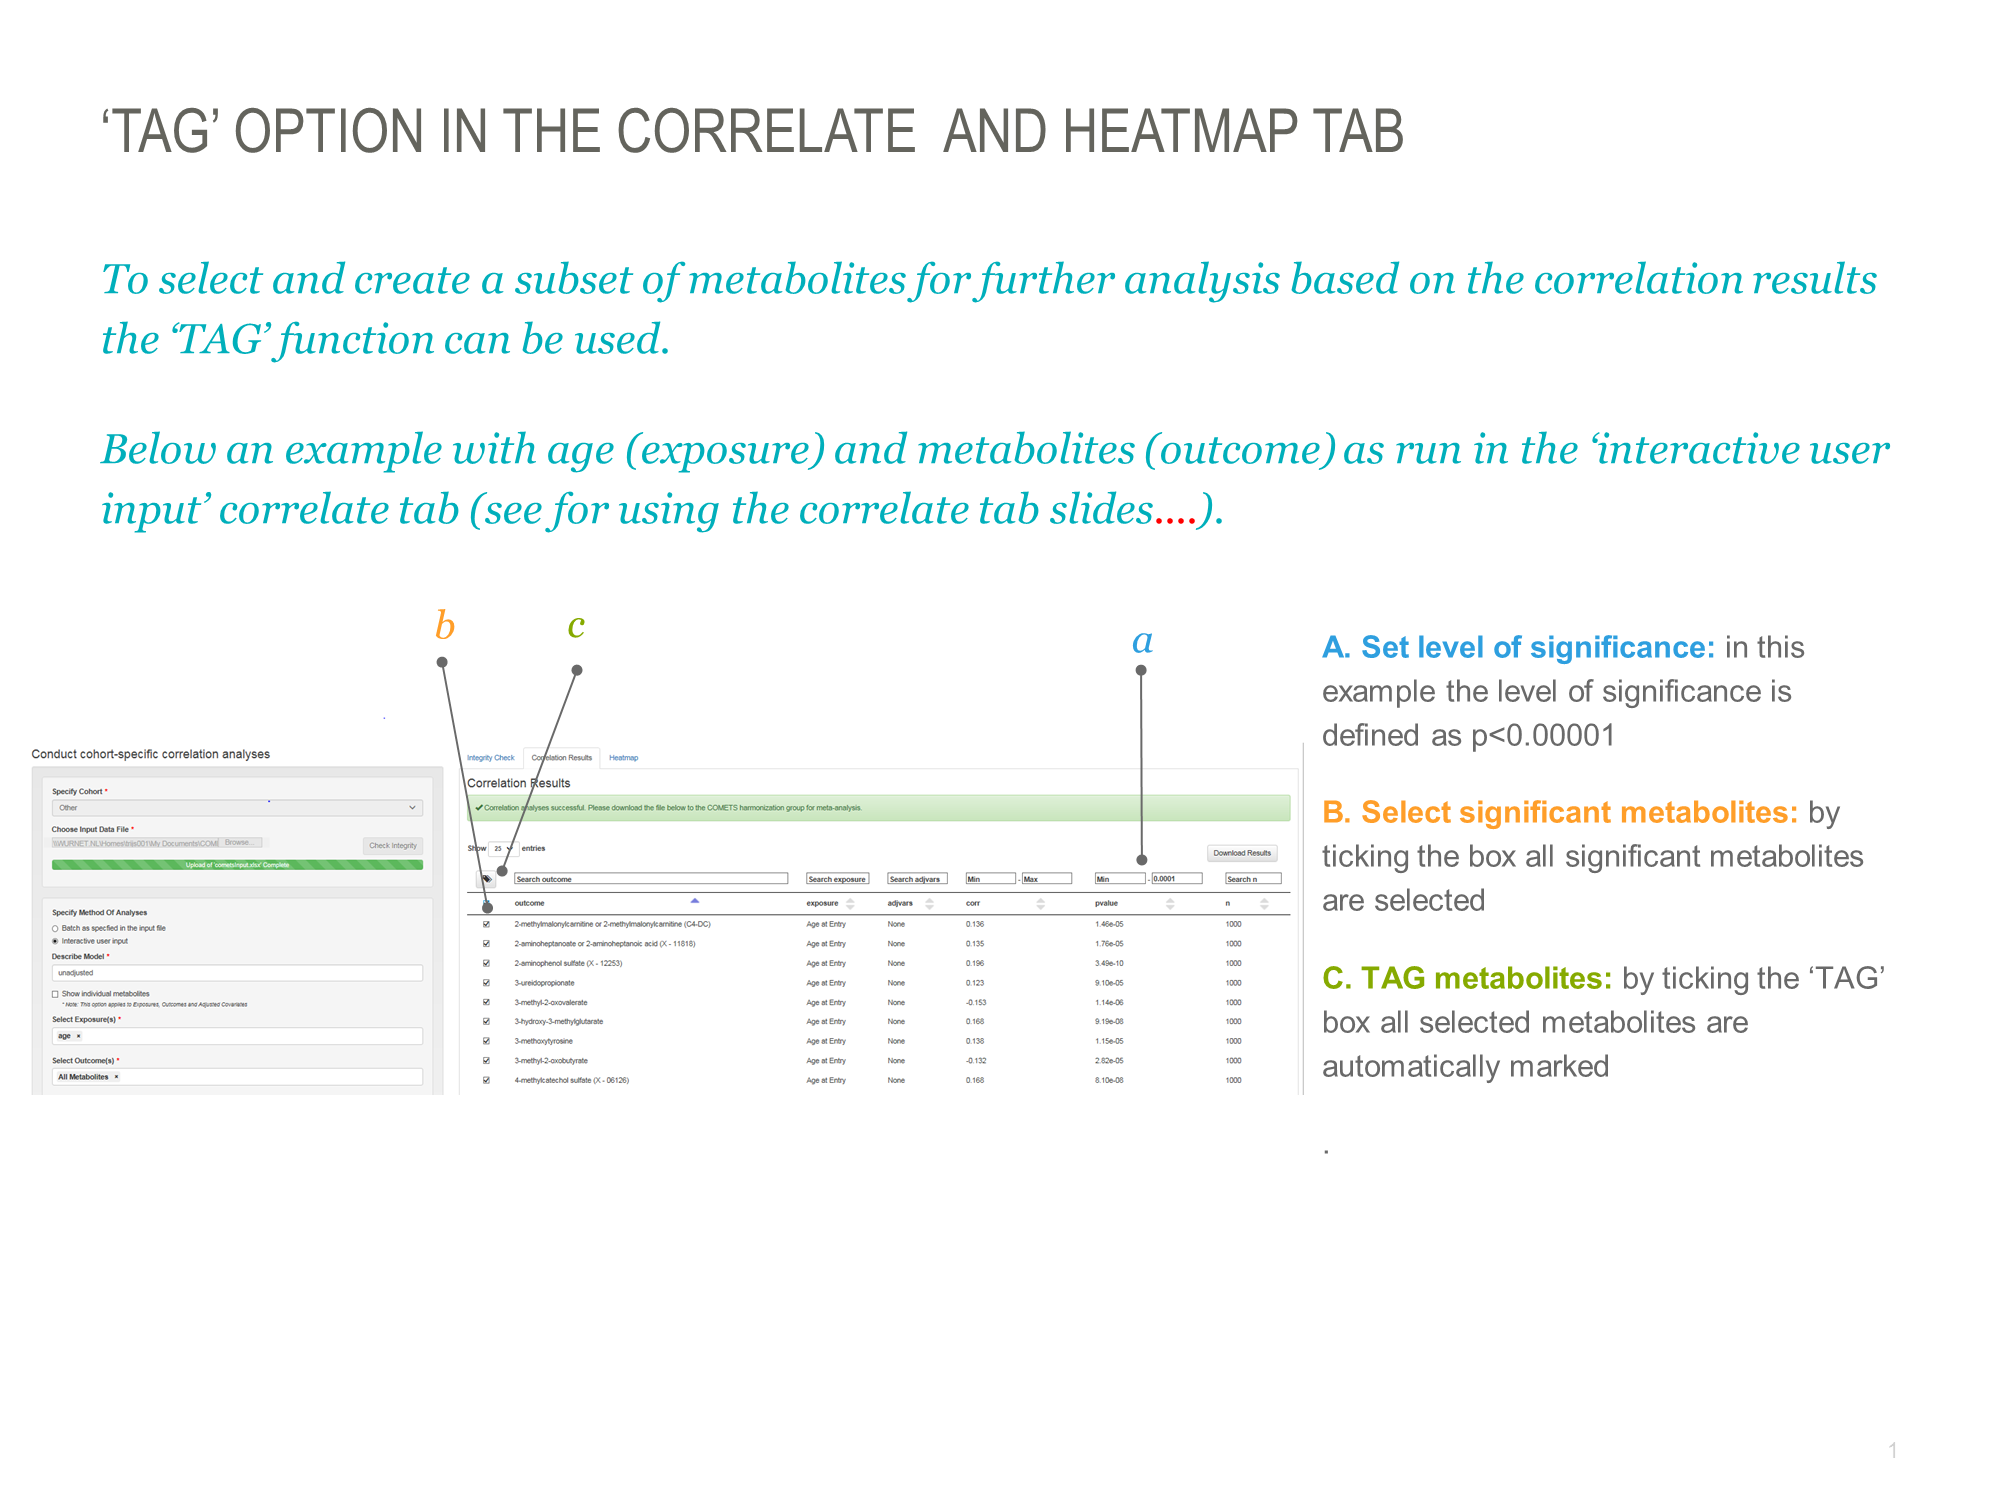 ‘TAG’ OPTION IN THE CORRELATE AND HEATMAP TAB
To select and create a subset of metabolites for further analysis based on the correlation results
the ‘TAG’ function can be used.
Below an example with age (exposure) and metabolites (outcome) as run in the ‘interactive user
input’ correlate tab (see for using the correlate tab slides....).
b
c
a
Conduct cohort-specific correlation analyses
Specify Cohort *
Other
Choose Input Data File *
\\WURNET.NL\Homes\trijs001\My Documents\COMI Browse...
Check Integrity
Upload of 'cometsInput.xlsx' Complete
Specify Method Of Analyses
Batch as specfied in the input file
Interactive user input
Describe Model *
unadjusted
Show individual metabolites
* Note: This option applies to Exposures, Outcomes and Adjusted Covariates
Select Exposure(s) *
age ×
Select Outcome(s) *
All Metabolites ×
Integrity Check Correlation Results Heatmap
Correlation Results
✔Correlation analyses successful. Please download the file below to the COMETS harmonization group for meta-analysis.
Show 25 entries
Download Results
Search outcome Search exposure Search adjvars Min - Max Min - 0.0001 Search n
outcome exposure adjvars corr pvalue n
2-methylmalonylcarnitine or 2-methylmalonylcarnitine (C4-DC) Age at Entry None 0.136 1.46e-05 1000
2-aminoheptanoate or 2-aminoheptanoic acid (X - 11818) Age at Entry None 0.135 1.76e-05 1000
2-aminophenol sulfate (X - 12253) Age at Entry None 0.196 3.49e-10 1000
3-ureidopropionate Age at Entry None 0.123 9.10e-05 1000
3-methyl-2-oxovalerate Age at Entry None -0.153 1.14e-06 1000
3-hydroxy-3-methylglutarate Age at Entry None 0.168 9.19e-08 1000
3-methoxytyrosine Age at Entry None 0.138 1.15e-05 1000
3-methyl-2-oxobutyrate Age at Entry None -0.132 2.82e-05 1000
4-methylcatechol sulfate (X - 06126) Age at Entry None 0.168 8.10e-08 1000
A. Set level of significance: in this
example the level of significance is
defined as p<0.00001
B. Select significant metabolites: by
ticking the box all significant metabolites
are selected
C. TAG metabolites: by ticking the ‘TAG’
box all selected metabolites are
automatically marked
.
1